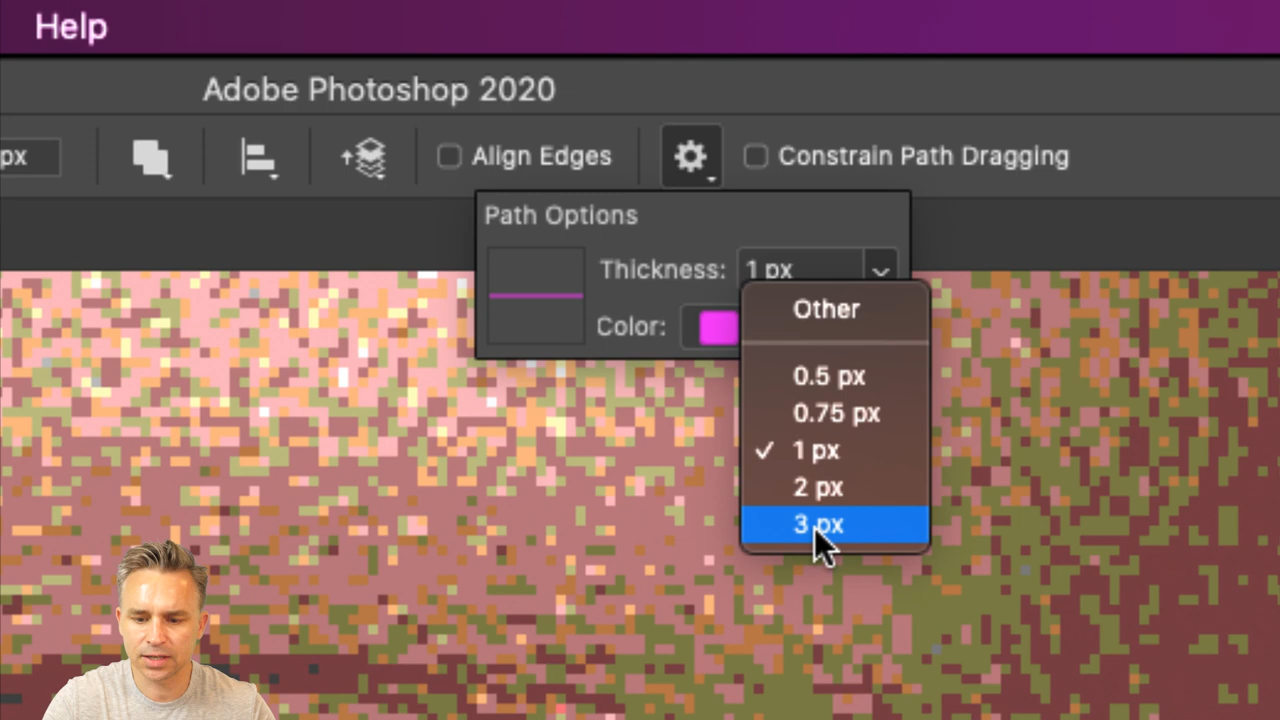 Help
Adobe Photoshop 2020
px
Align Edges
Constrain Path Dragging
Path Options
Thickness: 1 px
Color:
Other
0.5 px
0.75 px
✓ 1 px
2 px
3 px